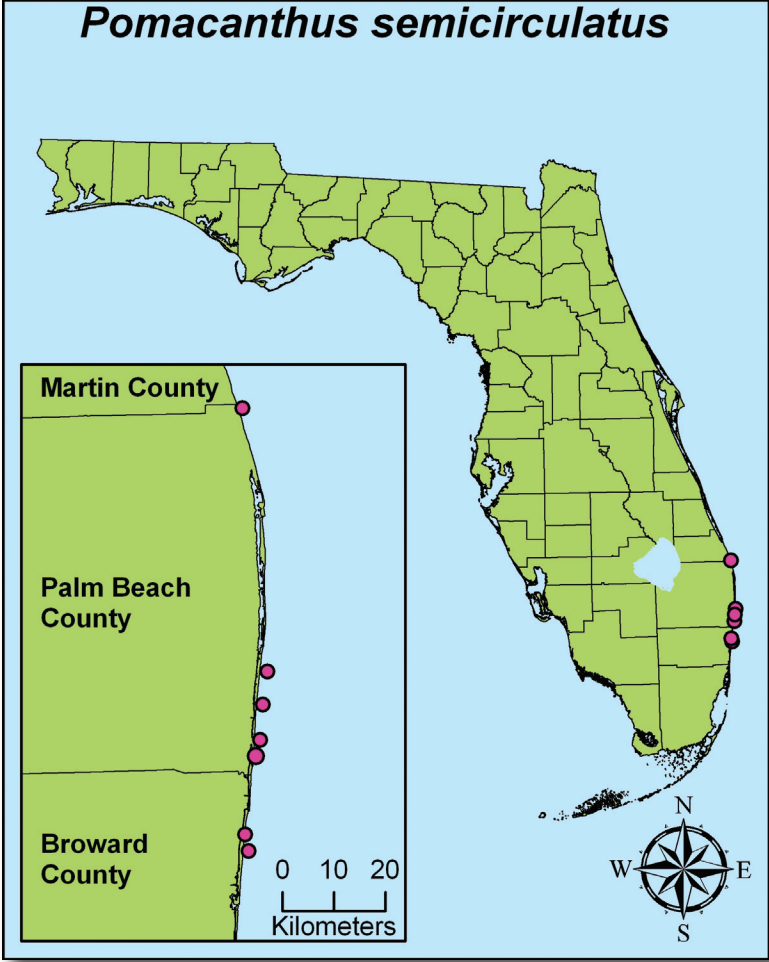 Pomacanthus semicirculatus
Martin County
Palm Beach
County
Broward
County
0 10 20
Kilometers
N
W E
S